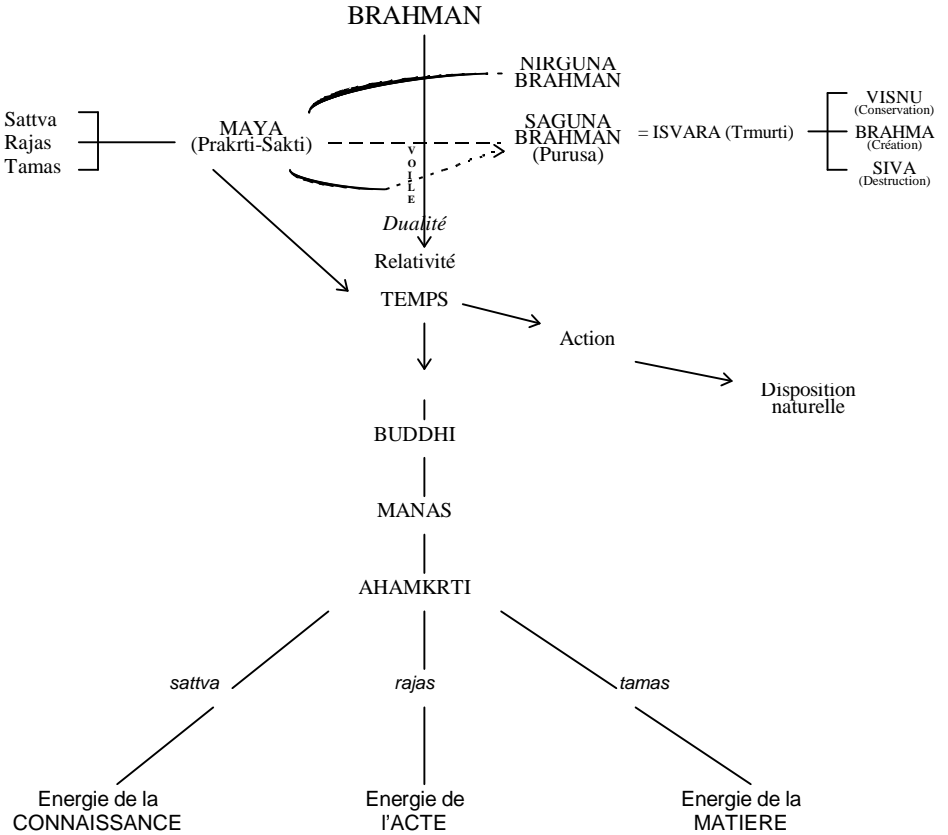 BRAHMAN
NIRGUNA
BRAHMAN
Sattva
Rajas
Tamas
MAYA
(Prakrti-Sakti)
VOILE
SAGUNA
BRAHMAN
(Purusa)
= ISVARA (Trmurti)
VISNU
(Conservation)
BRAHMA
(Création)
SIVA
(Destruction)
Dualité
Relativité
TEMPS
Action
Disposition
naturelle
BUDDHI
MANAS
AHAMKRTI
sattva
rajas
tamas
Energie de la
CONNAISSANCE
Energie de
l'ACTE
Energie de la
MATIERE